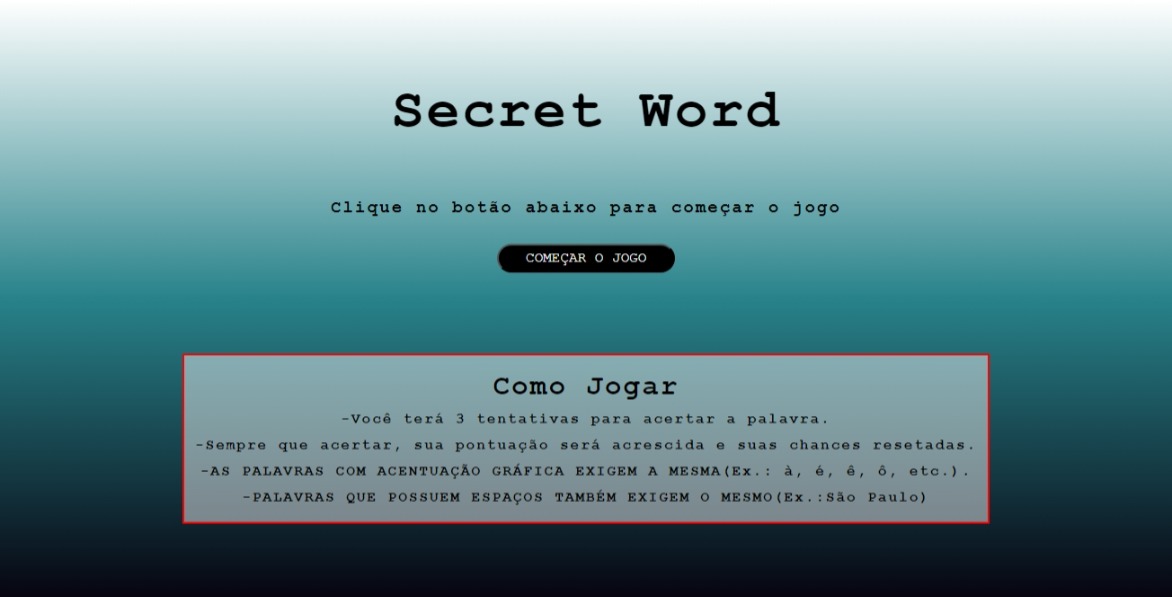 Secret Word
Clique no botão abaixo para começar o jogo
COMEÇAR O JOGO
Como Jogar
-Você terá 3 tentativas para acertar a palavra.
-Sempre que acertar, sua pontuação será acrescida e suas chances resetadas.
-AS PALAVRAS COM ACENTUAÇÃO GRÁFICA EXIGEM A MESMA(Ex.: à, é, ê, ô, etc.).
-PALAVRAS QUE POSSUEM ESPAÇOS TAMBÉM EXIGEM O MESMO(Ex.:São Paulo)